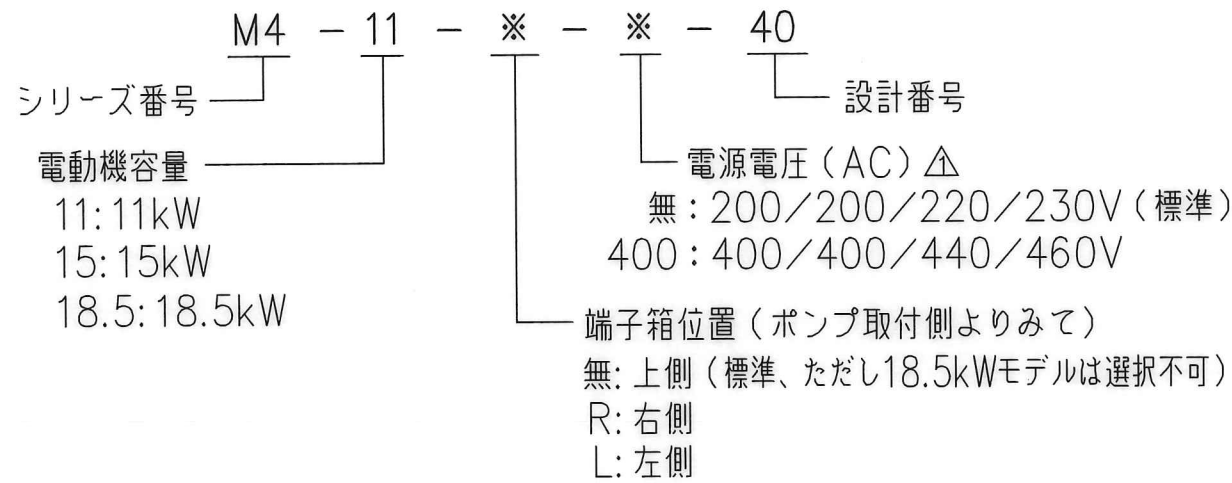 M4 - 11 - ※ - ※ - 40
シリーズ番号
設計番号
電動機容量
11:11kW
15:15kW
18.5:18.5kW
電源電圧(AC)⚠1
無:200/200/220/230V(標準)
400:400/400/440/460V
端子箱位置(ポンプ取付側よりみて)
無:上側(標準、ただし18.5kWモデルは選択不可)
R:右側
L:左側